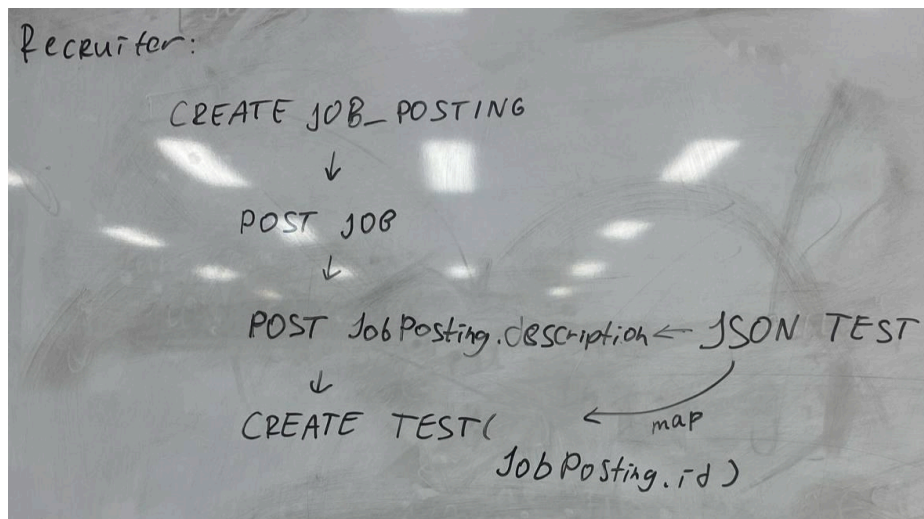 Recruiter:
CREATE JOB_POSTING
↓
POST JOB
↓
POST JobPosting.description ← JSON TEST
↓
CREATE TEST(
map
JobPosting.id)